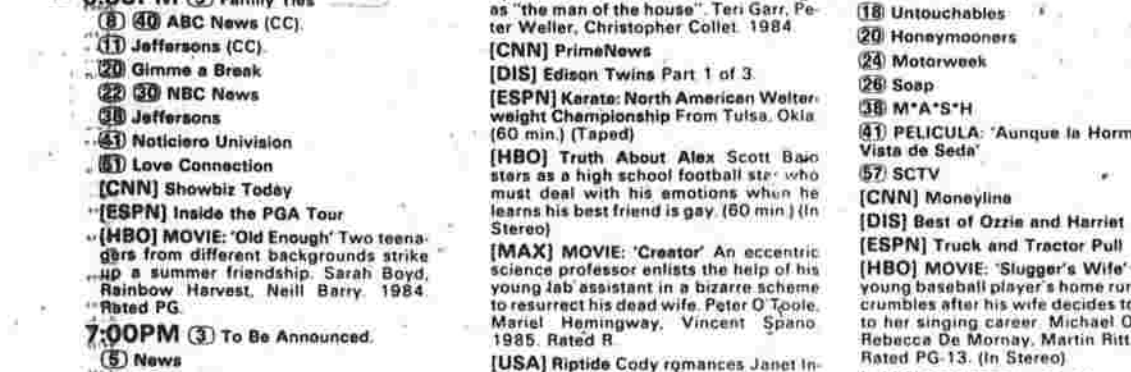 PM (5) Family Ties
(8) (40) ABC News (CC).
(11) Jeffersons (CC).
(20) Gimme a Break
(22) (30) NBC News
(38) Jeffersons
(41) Noticiero Univision
(61) Love Connection
[CNN] Showbiz Today
[ESPN] Inside the PGA Tour
[HBO] MOVIE: 'Old Enough' Two teena-
gers from different backgrounds strike
up a summer friendship. Sarah Boyd,
Rainbow Harvest, Neill Barry. 1984.
Rated PG.
7:00PM (3) To Be Announced.
(5) News
as "the man of the house". Teri Garr, Pe-
ter Weller, Christopher Collet. 1984.
[CNN] PrimeNews
[DIS] Edison Twins Part 1 of 3.
[ESPN] Karate: North American Welter-
weight Championship From Tulsa, Okla.
(60 min.) (Taped)
[HBO] Truth About Alex Scott Baio
stars as a high school football star who
must deal with his emotions when he
learns his best friend is gay. (60 min.) (In
Stereo)
[MAX] MOVIE: 'Creator' An eccentric
science professor enlists the help of his
young lab assistant in a bizarre scheme
to resurrect his dead wife. Peter O'Toole,
Mariel Hemingway, Vincent Spano.
1985. Rated R.
[USA] Riptide Cody romances Janet In-
(18) Untouchables
(20) Honeymooners
(24) Motorweek
(26) Soap
(38) M*A*S*H
(41) PELICULA: 'Aunque la Horm
Vista de Seda'
(57) SCTV
[CNN] Moneyline
[DIS] Best of Ozzie and Harriet
[ESPN] Truck and Tractor Pull
[HBO] MOVIE: 'Slugger's Wife'
young baseball player's home run
crumbles after his wife decides to
to her singing career. Michael O
Rebecca De Mornay, Martin Ritt
Rated PG-13. (In Stereo)